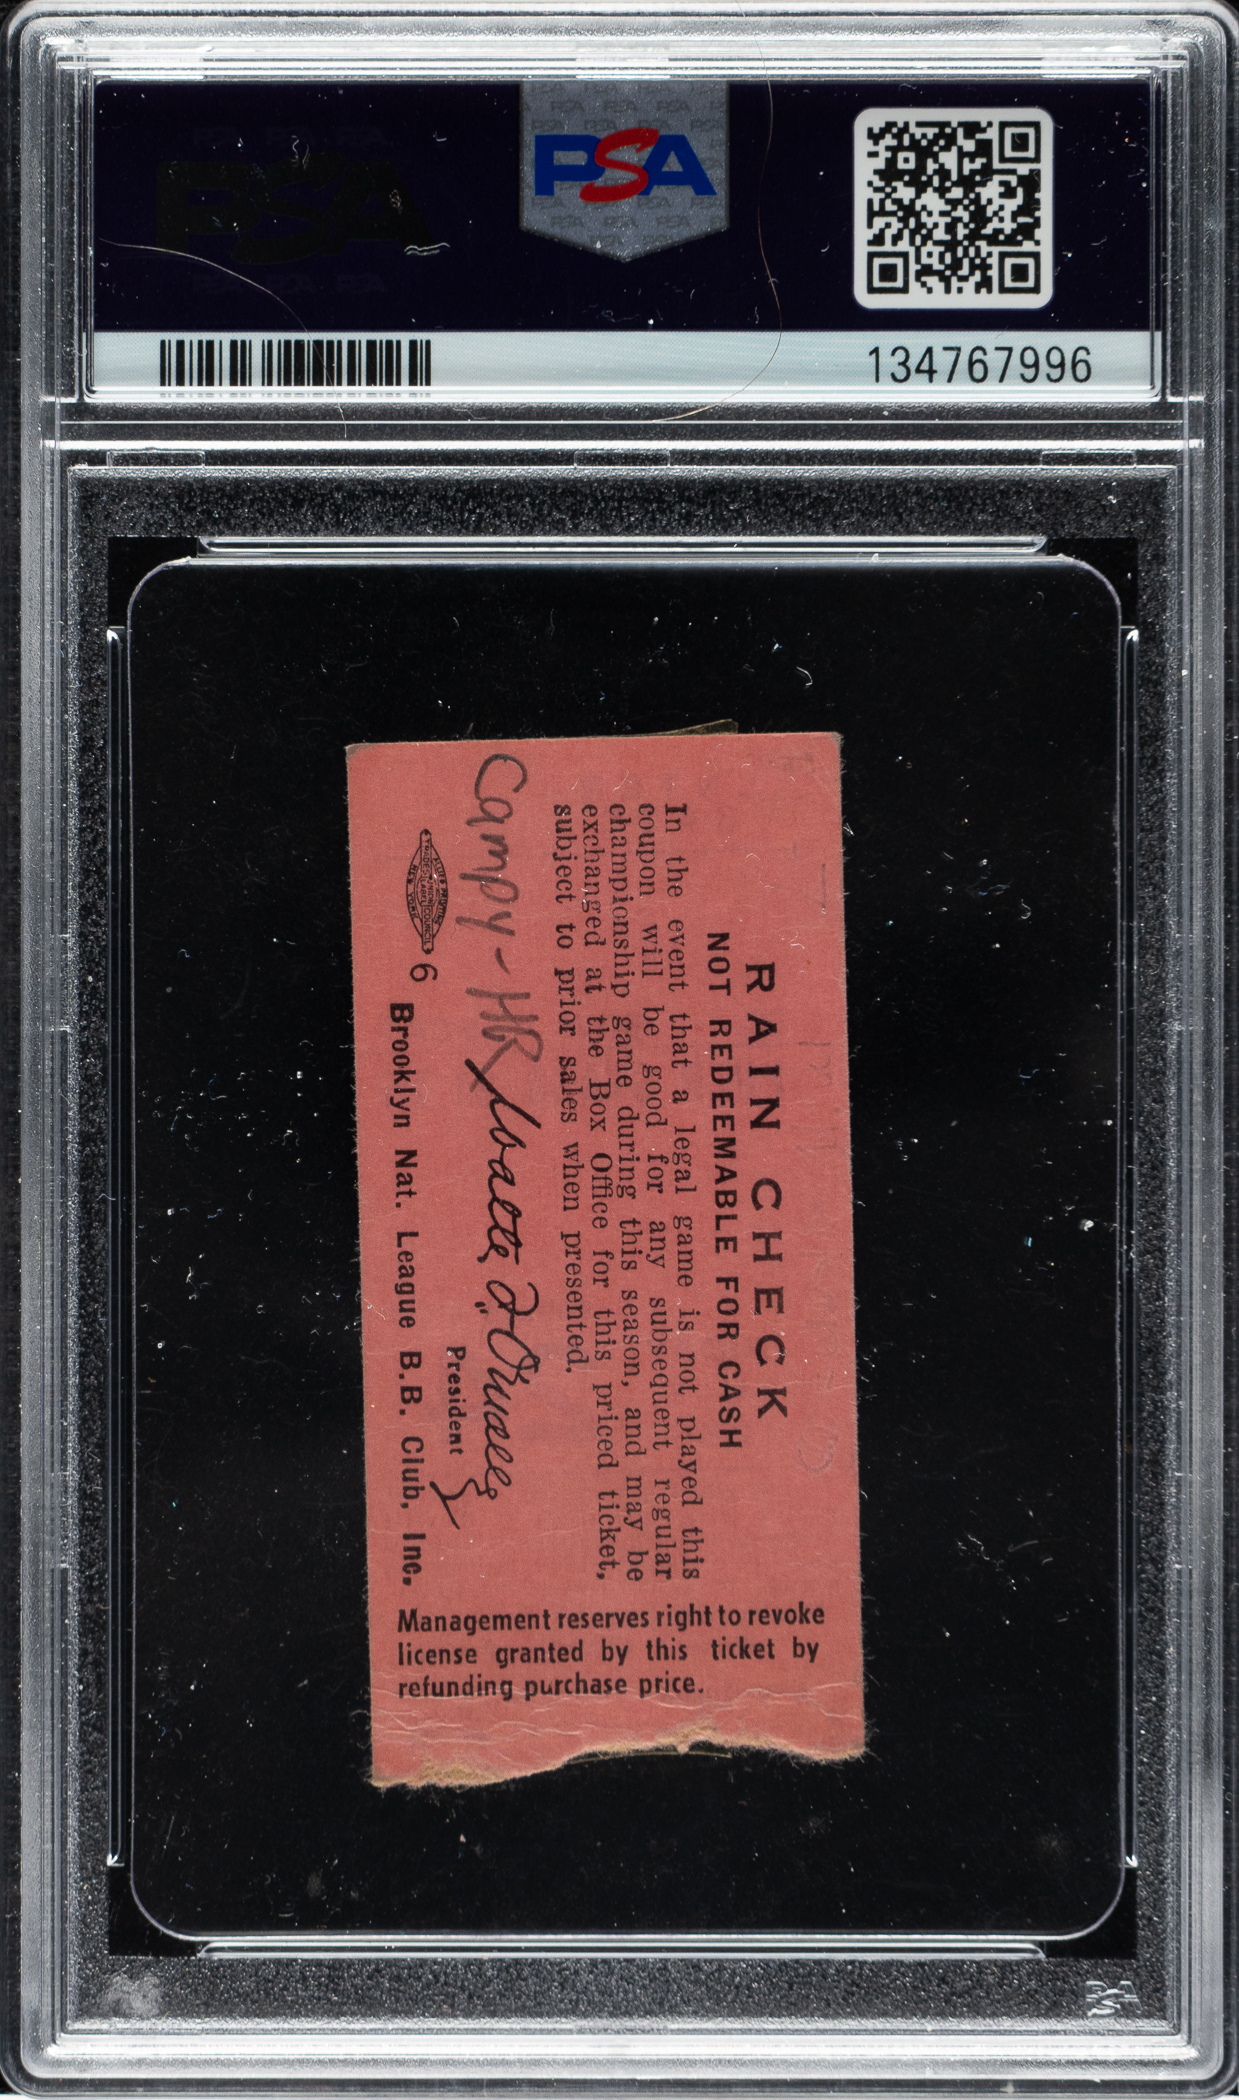 PSA
134767996
RAIN CHECK
NOT REDEEMABLE FOR CASH
In the event that a legal game is not played this
coupon will be good for any subsequent regular
championship game during this season, and may be
exchanged at the Box Office for this priced ticket,
subject to prior sales when presented.
Campy - HR
Walter F. O'Malley
President
6
Brooklyn Nat. League B.B. Club, Inc.
Management reserves right to revoke
license granted by this ticket by
refunding purchase price.
PSA